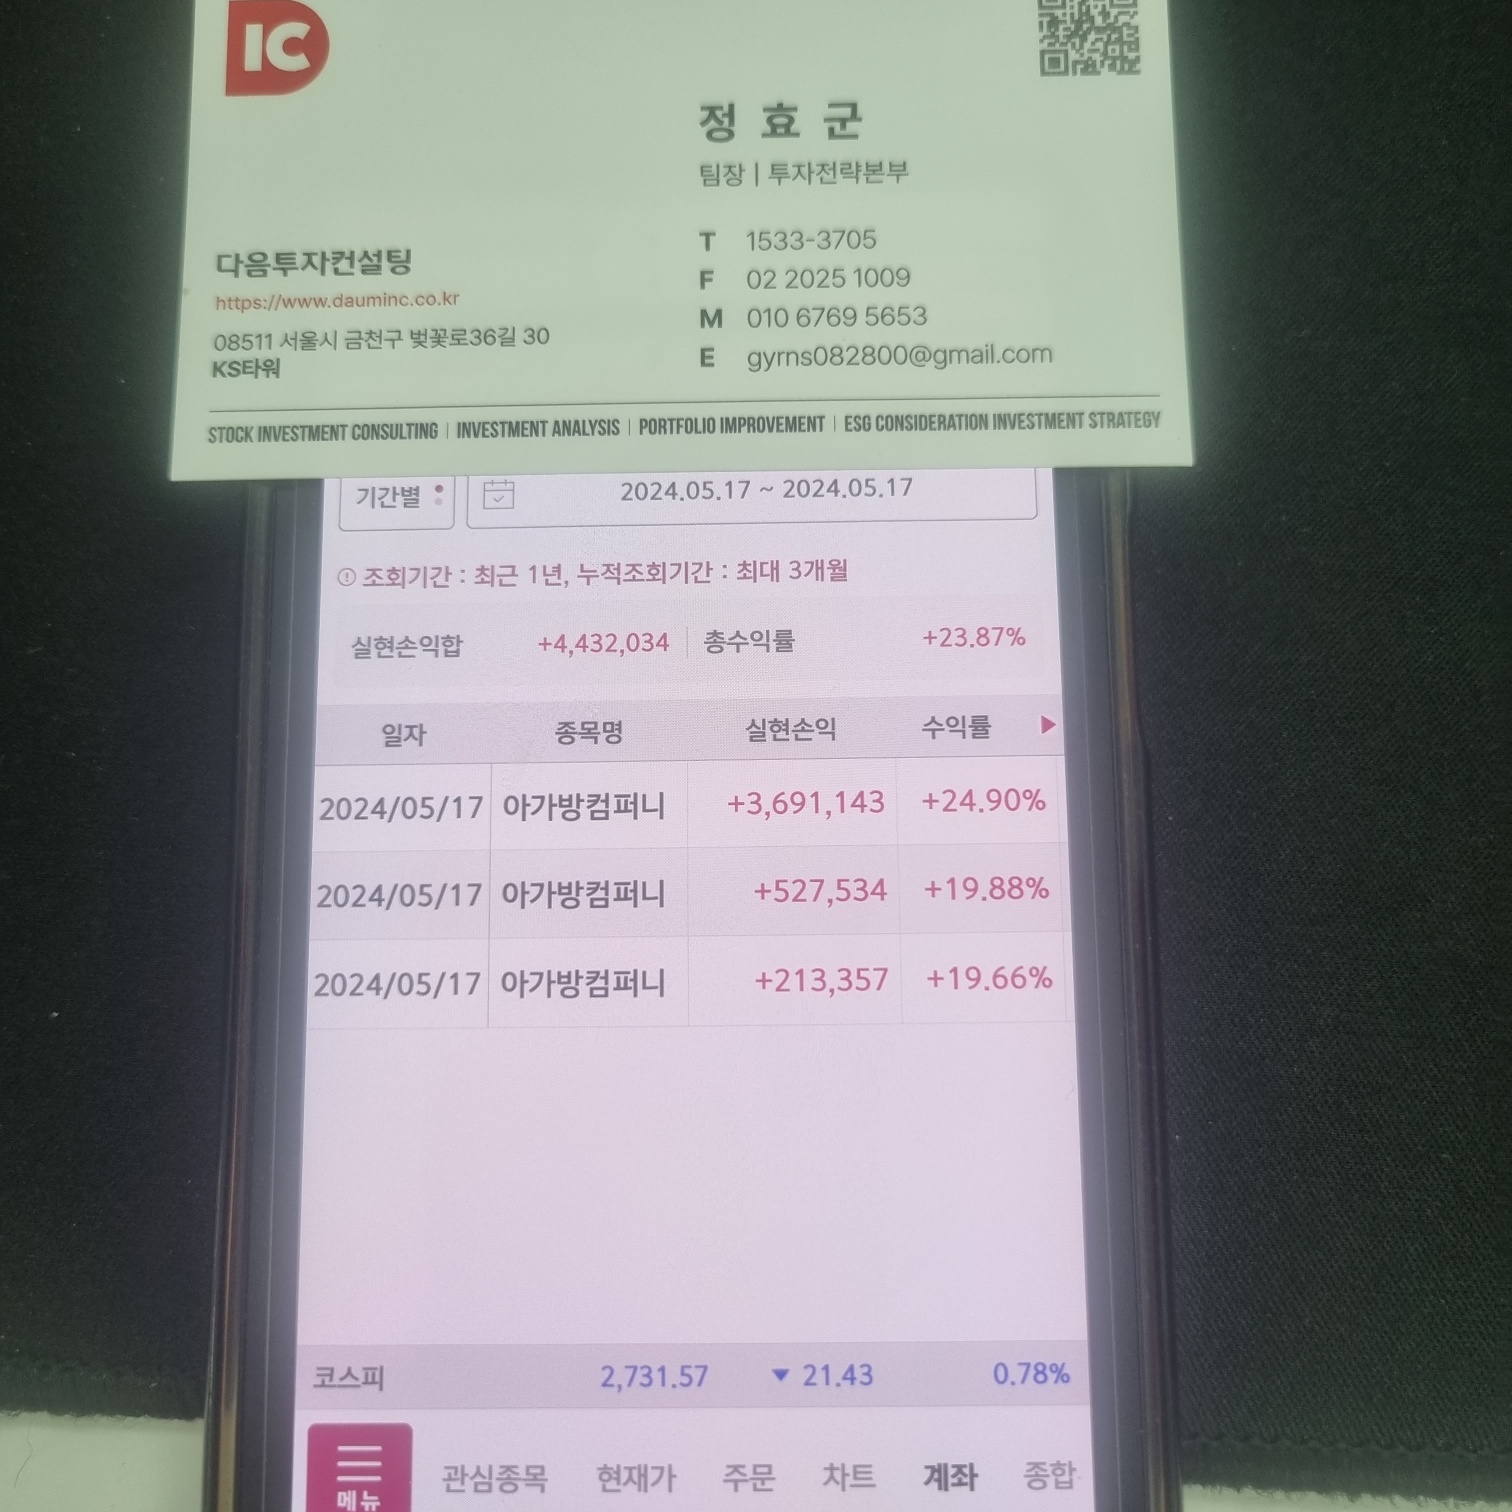 IC
정 효 군
팀장 | 투자전략본부
다음투자컨설팅
https://www.dauminc.co.kr
08511 서울시 금천구 벚꽃로36길 30
KS타워
T 1533-3705
F 02 2025 1009
M 010 6769 5653
E gyrns082800@gmail.com
STOCK INVESTMENT CONSULTING | INVESTMENT ANALYSIS | PORTFOLIO IMPROVEMENT | ESG CONSIDERATION INVESTMENT STRATEGY
기간별 2024.05.17 ~ 2024.05.17
조회기간 : 최근 1년, 누적조회기간 : 최대 3개월
실현손익합 +4,432,034 총수익률 +23.87%
일자 종목명 실현손익 수익률
2024/05/17 아가방컴퍼니 +3,691,143 +24.90%
2024/05/17 아가방컴퍼니 +527,534 +19.88%
2024/05/17 아가방컴퍼니 +213,357 +19.66%
코스피 2,731.57 ▼ 21.43 0.78%
메뉴 관심종목 현재가 주문 차트 계좌 종합